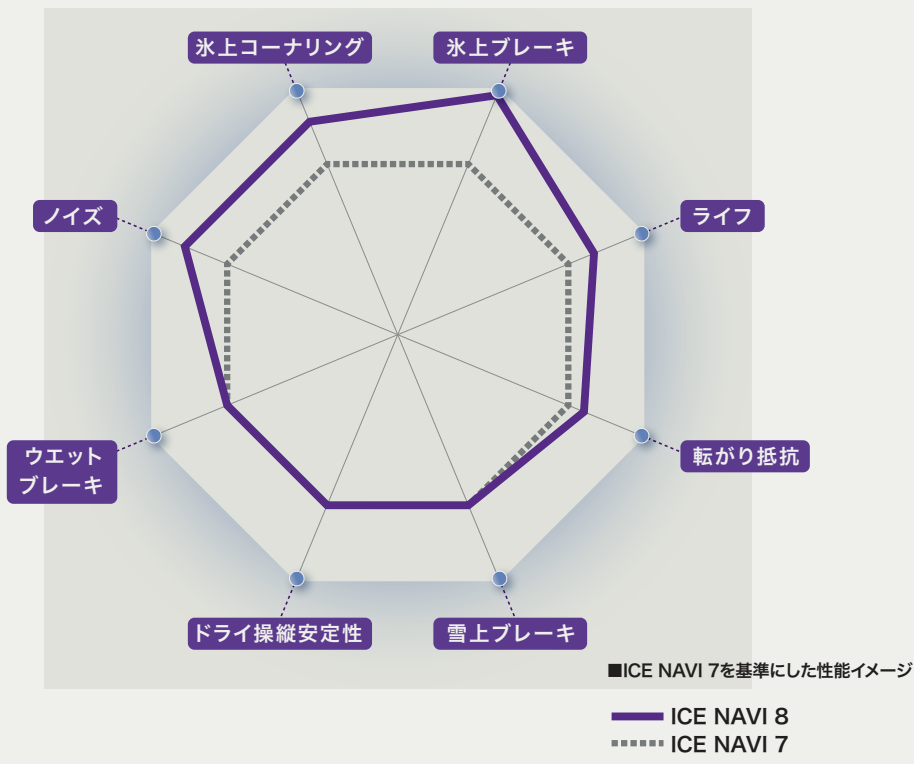 氷上コーナリング
氷上ブレーキ
ノイズ
ライフ
ウエット
ブレーキ
転がり抵抗
ドライ操縦安定性
雪上ブレーキ
■ICE NAVI 7を基準にした性能イメージ
ICE NAVI 8
ICE NAVI 7